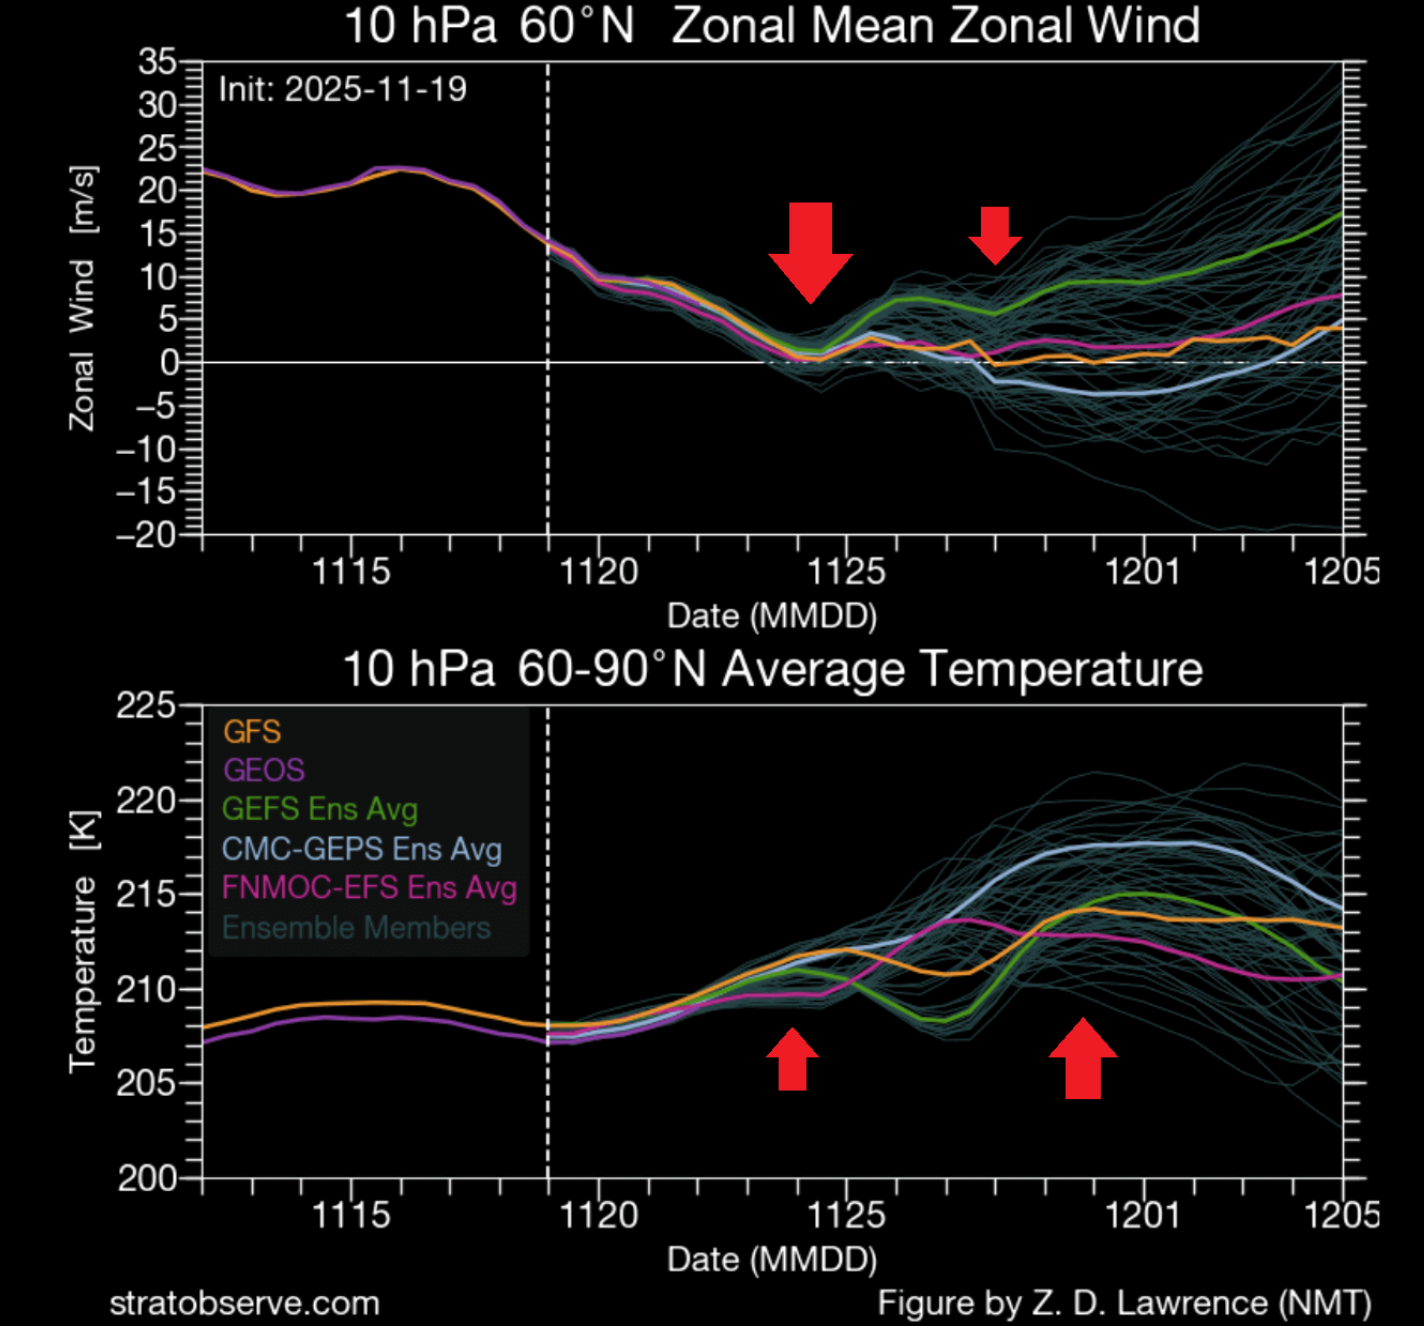 10 hPa 60°N Zonal Mean Zonal Wind
Init: 2025-11-19
Zonal Wind [m/s]
35
30
25
20
15
10
5
0
−5
−10
−15
−20
1115 1120 1125 1201 1205
Date (MMDD)
10 hPa 60-90°N Average Temperature
Temperature [K]
225
220
215
210
205
200
GFS
GEOS
GEFS Ens Avg
CMC-GEPS Ens Avg
FNMOC-EFS Ens Avg
Ensemble Members
1115 1120 1125 1201 1205
Date (MMDD)
stratobserve.com
Figure by Z. D. Lawrence (NMT)